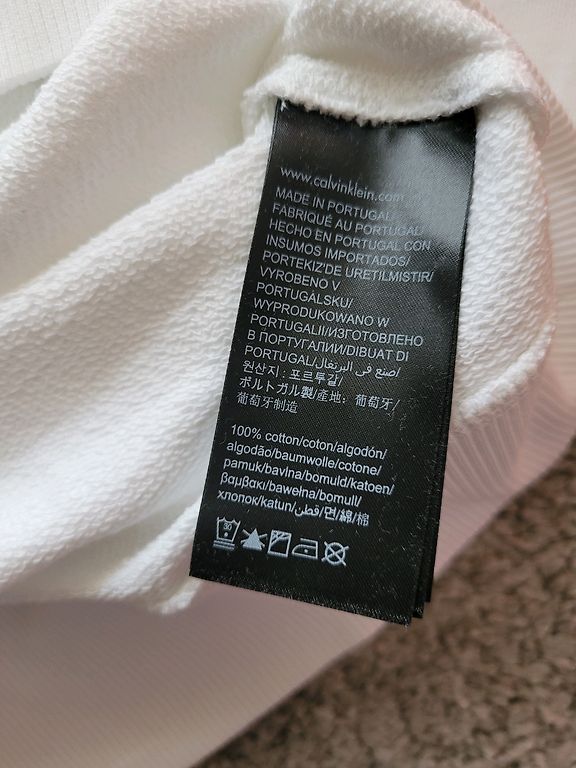 www.calvinklein.com
MADE IN PORTUGAL/
FABRIQUÉ AU PORTUGAL/
HECHO EN PORTUGAL CON
INSUMOS IMPORTADOS/
PORTEKIZ'DE URETILMISTIR/
VYROBENO V
PORTUGALSKU/
WYPRODUKOWANO W
PORTUGALII/ИЗГОТОВЛЕНО
В ПОРТУГАЛИИ/DIBUAT DI
PORTUGAL/صنع في البرتغال/
원산지 : 포르투갈/
ポルトガル製/產地：葡萄牙/
葡萄牙制造
100% cotton/coton/algodón/
algodão/baumwolle/cotone/
pamuk/bavlna/bomuld/katoen/
βαμβακι/bawełna/bomull/
хлопок/katun/قطن/면/綿/棉
30